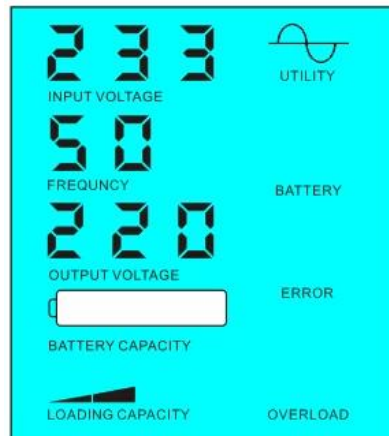 233
UTILITY
INPUT VOLTAGE
50
FREQUNCY
BATTERY
220
OUTPUT VOLTAGE
ERROR
BATTERY CAPACITY
LOADING CAPACITY
OVERLOAD